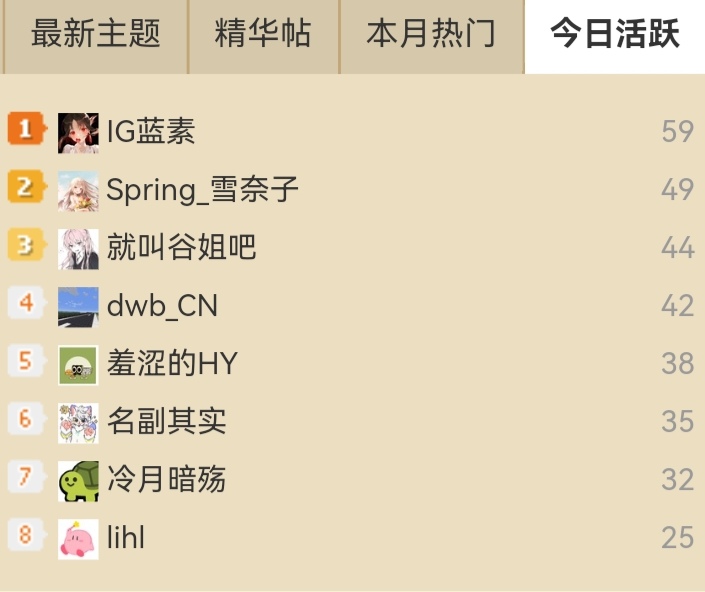 最新主题 精华帖 本月热门 今日活跃
1 IG蓝素 59
2 Spring_雪奈子 49
3 就叫谷姐吧 44
4 dwb_CN 42
5 羞涩的HY 38
6 名副其实 35
7 冷月暗殇 32
8 lihl 25